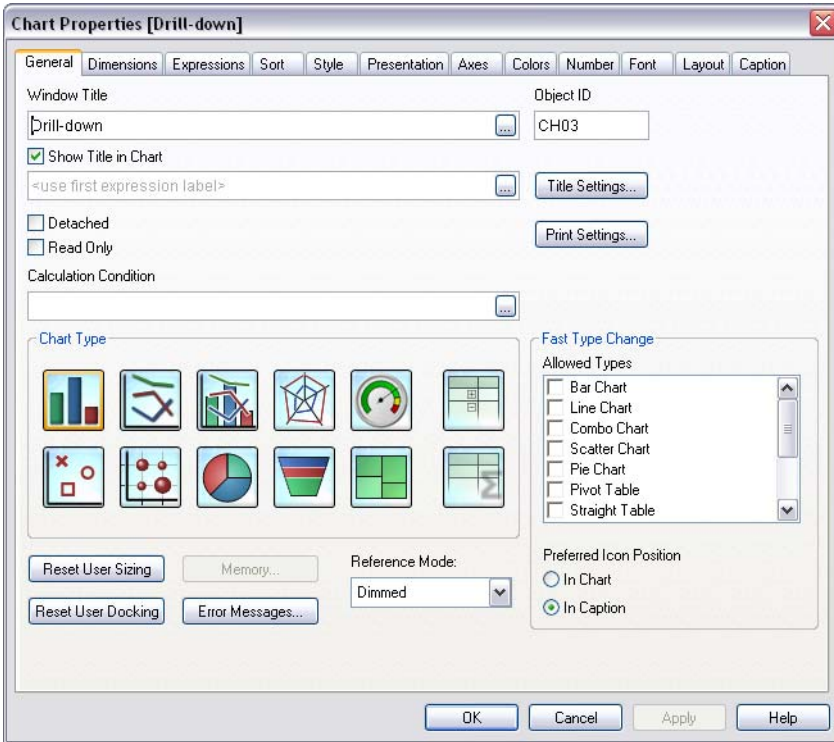 Chart Properties [Drill-down]
General Dimensions Expressions Sort Style Presentation Axes Colors Number Font Layout Caption
Window Title
Object ID
Drill-down
...
CH03
Show Title in Chart
<use first expression label>
...
Title Settings...
Detached
Print Settings...
Read Only
Calculation Condition
...
Chart Type
Fast Type Change
Allowed Types
Bar Chart
Line Chart
Combo Chart
Scatter Chart
Pie Chart
Pivot Table
Straight Table
Reset User Sizing
Memory...
Reference Mode:
Dimmed
Reset User Docking
Error Messages...
Preferred Icon Position
In Chart
In Caption
OK Cancel Apply Help